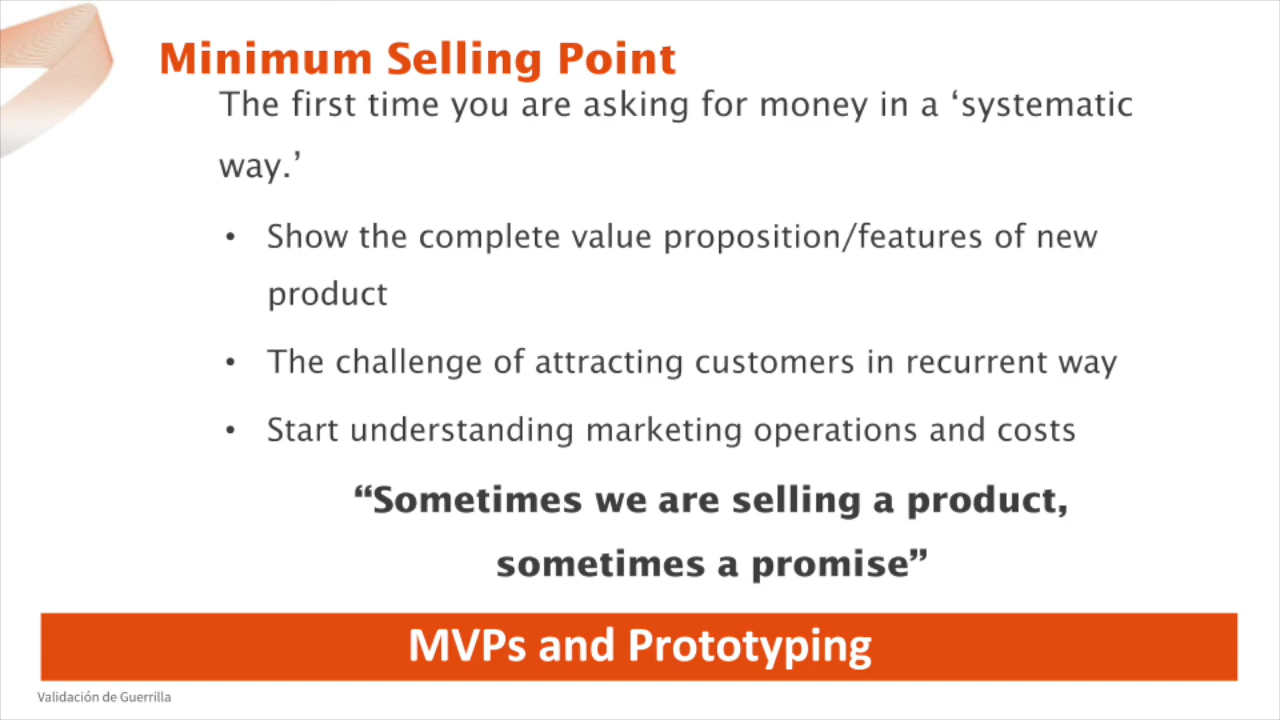 Minimum Selling Point
The first time you are asking for money in a ‘systematic
way.’
• Show the complete value proposition/features of new
product
• The challenge of attracting customers in recurrent way
• Start understanding marketing operations and costs
“Sometimes we are selling a product,
sometimes a promise”
MVPs and Prototyping
Validación de Guerrilla